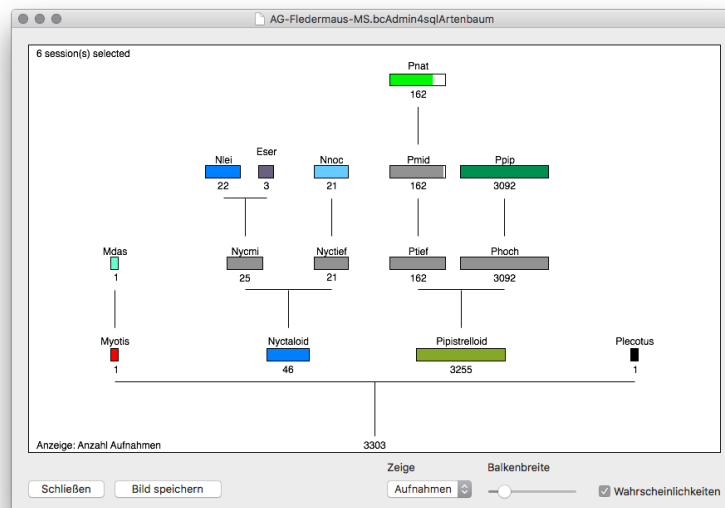 AG-Fledermaus-MS.bcAdmin4sqlArtenbaum
6 session(s) selected
Pnat
162
Nlei Eser Nnoc Pmid Ppip
22 3 21 162 3092
Mdas Nycmi Nyctief Ptief Phoch
1 25 21 162 3092
Myotis Nyctaloid Pipistrelloid Plecotus
1 46 3255 1
Anzeige: Anzahl Aufnahmen 3303
Zeige Balkenbreite
Schließen Bild speichern Aufnahmen Wahrscheinlichkeiten